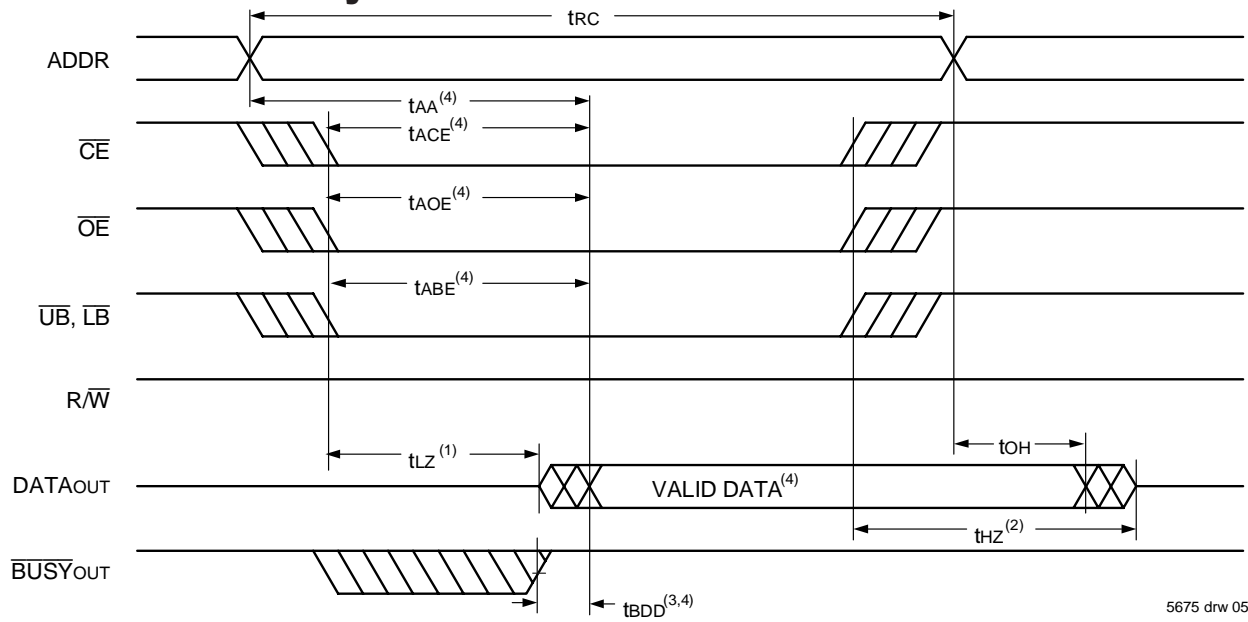 tRC
ADDR
tAA(4)
tACE(4)
CE
tAOE(4)
OE
tABE(4)
UB, LB
R/W
tOH
tLZ(1)
DATAOUT
VALID DATA(4)
tHZ(2)
BUSYOUT
tBDD(3,4)
5675 drw 05